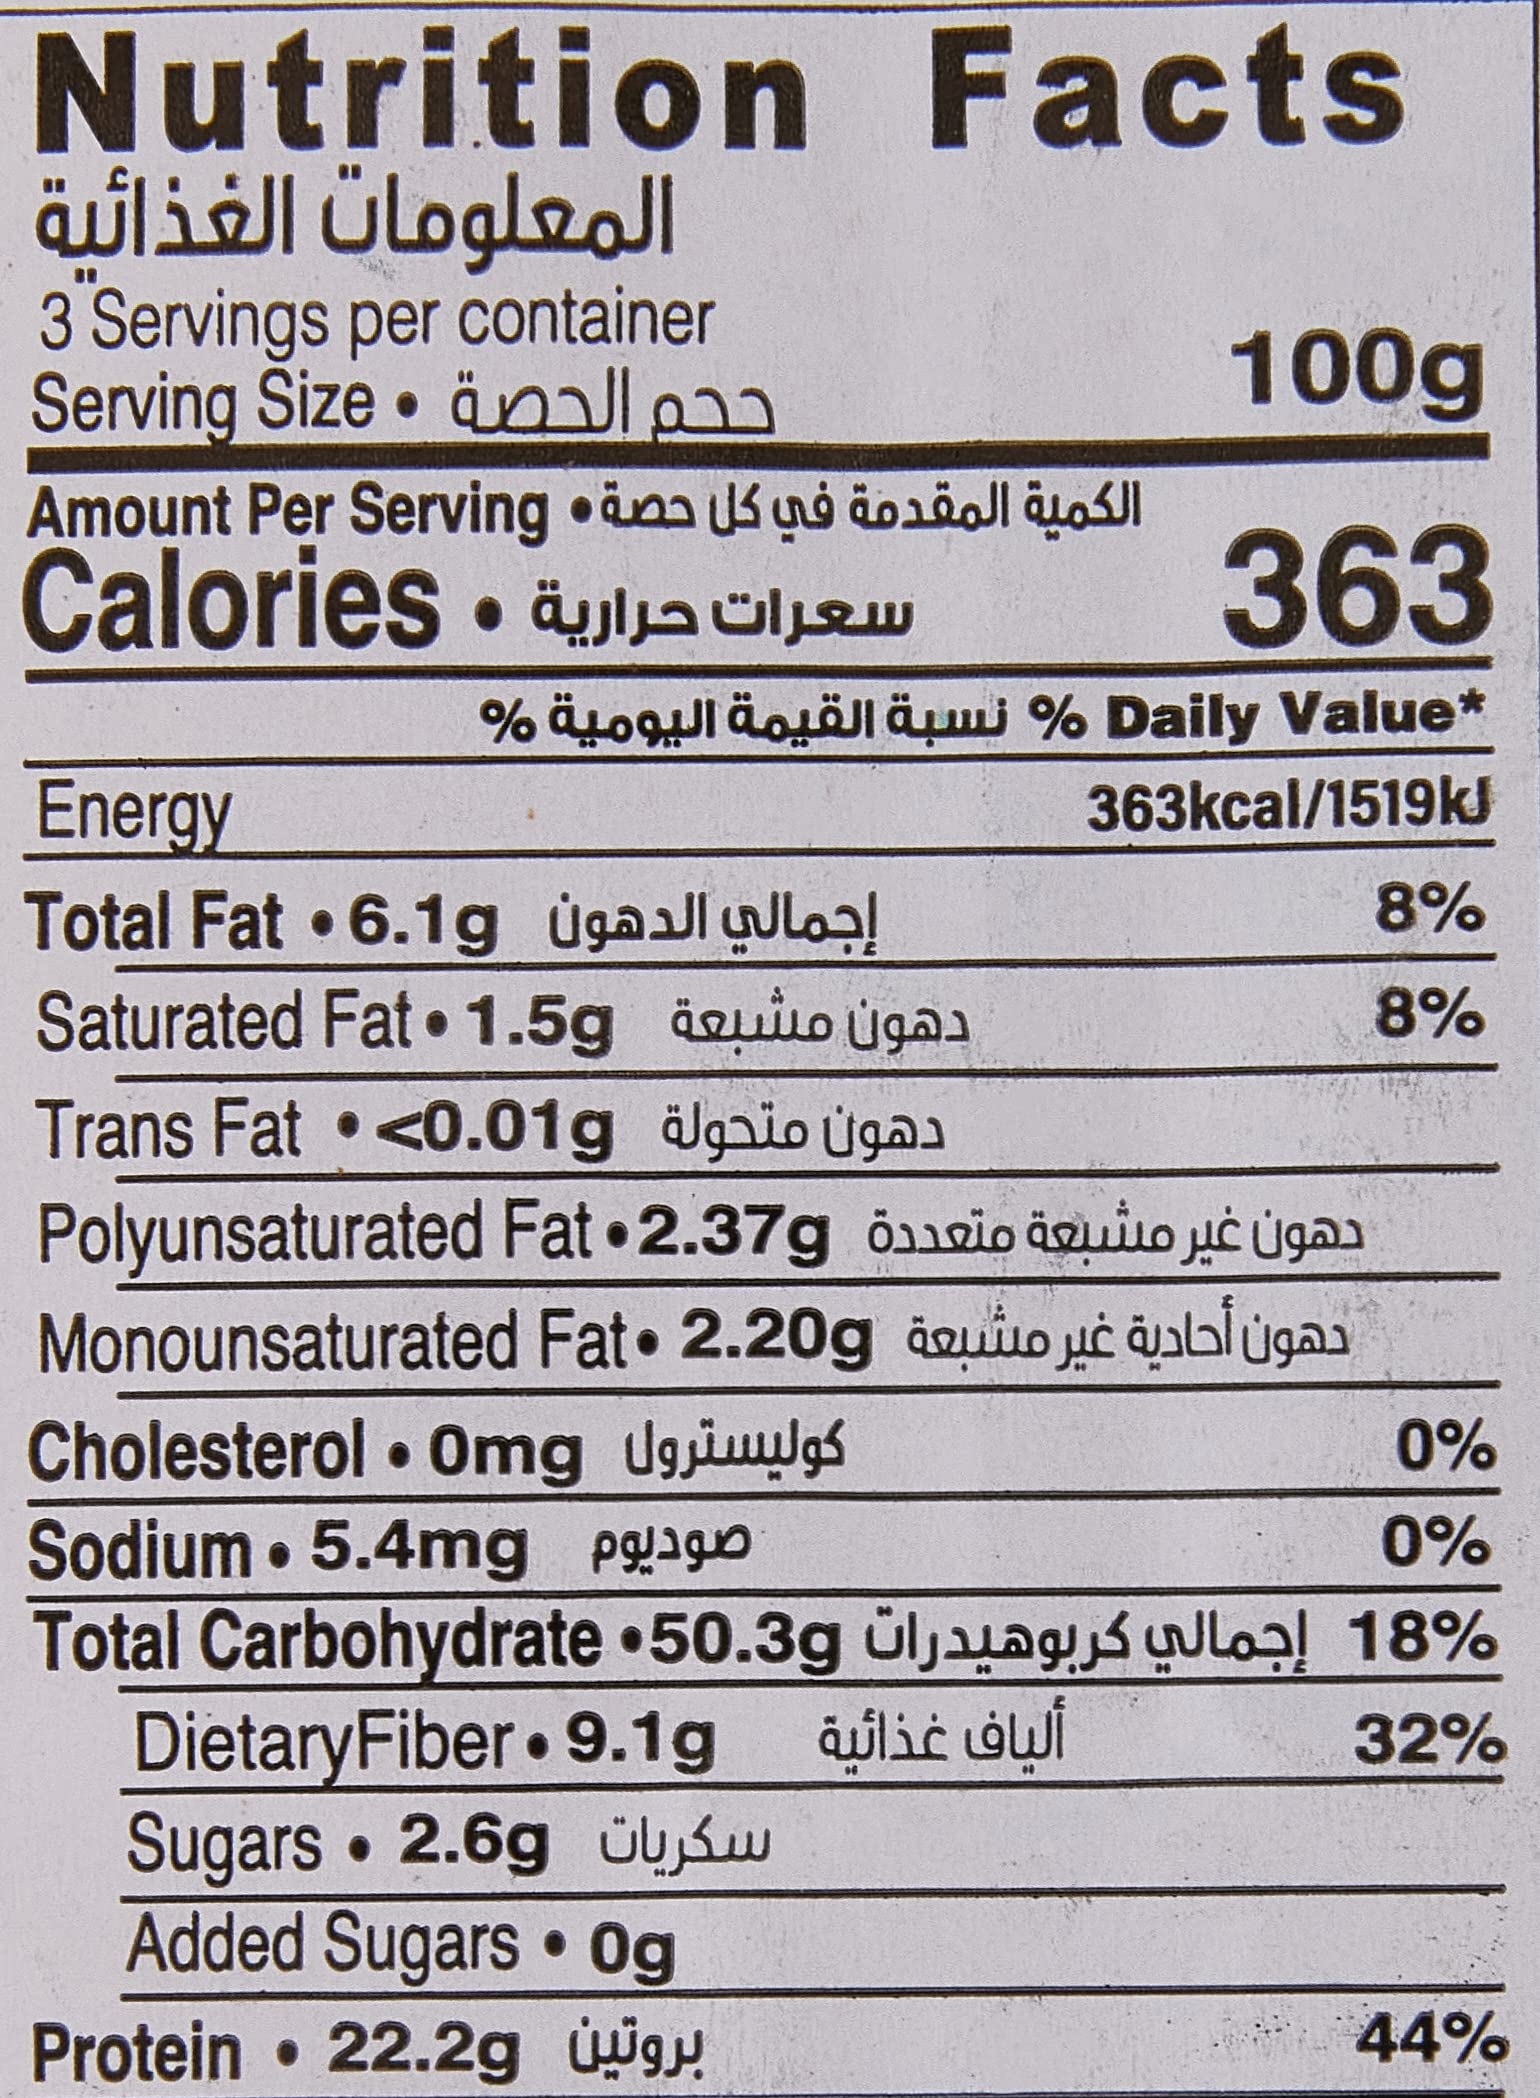 Nutrition Facts
المعلومات الغذائية
3 Servings per container
Serving Size • حجم الحصة 100g
Amount Per Serving • الكمية المقدمة في كل حصة
Calories • سعرات حرارية 363
% نسبة القيمة اليومية % Daily Value*
Energy 363kcal/1519kJ
Total Fat • 6.1g إجمالي الدهون 8%
Saturated Fat • 1.5g دهون مشبعة 8%
Trans Fat • <0.01g دهون متحولة
Polyunsaturated Fat • 2.37g دهون غير مشبعة متعددة
Monounsaturated Fat • 2.20g دهون أحادية غير مشبعة
Cholesterol • 0mg كوليسترول 0%
Sodium • 5.4mg صوديوم 0%
Total Carbohydrate • 50.3g إجمالي كربوهيدرات 18%
DietaryFiber • 9.1g ألياف غذائية 32%
Sugars • 2.6g سكريات
Added Sugars • 0g
Protein • 22.2g بروتين 44%